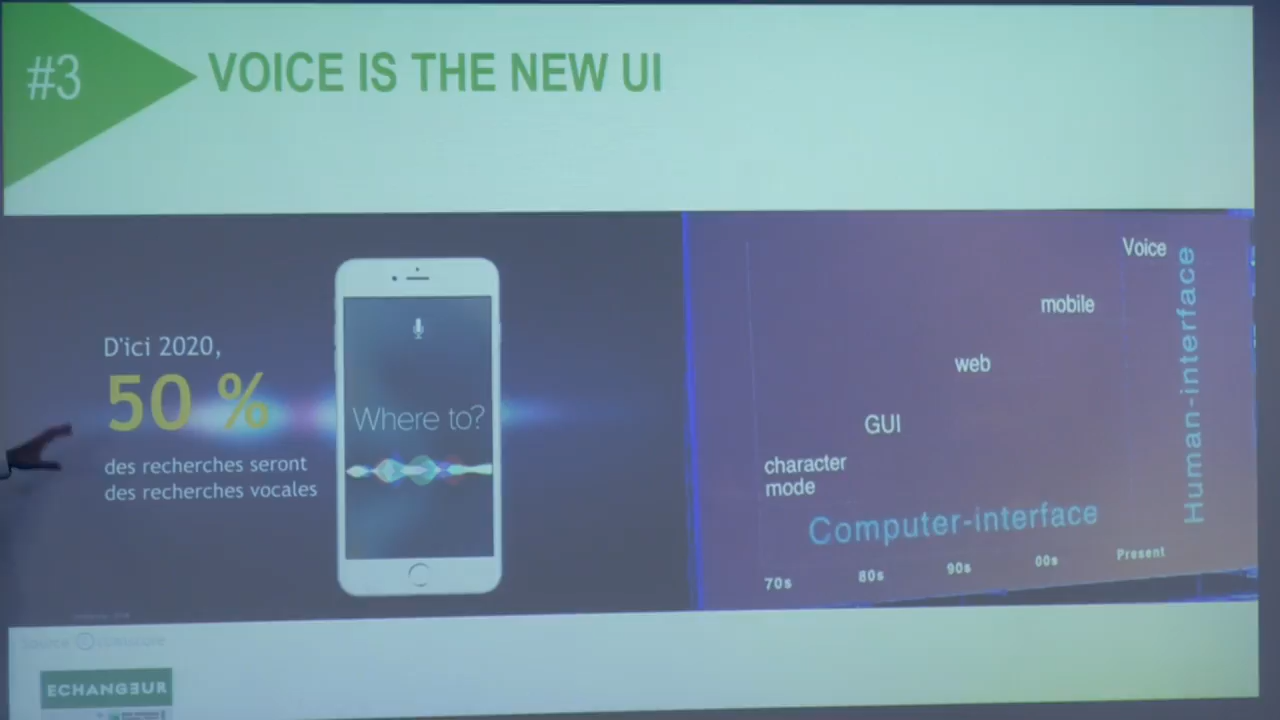 #3
VOICE IS THE NEW UI
D'ici 2020,
50 %
des recherches seront
des recherches vocales
Where to?
Voice
mobile
web
GUI
character
mode
Computer-interface
Human-interface
70s
80s
90s
00s
Present
ECHANGEUR